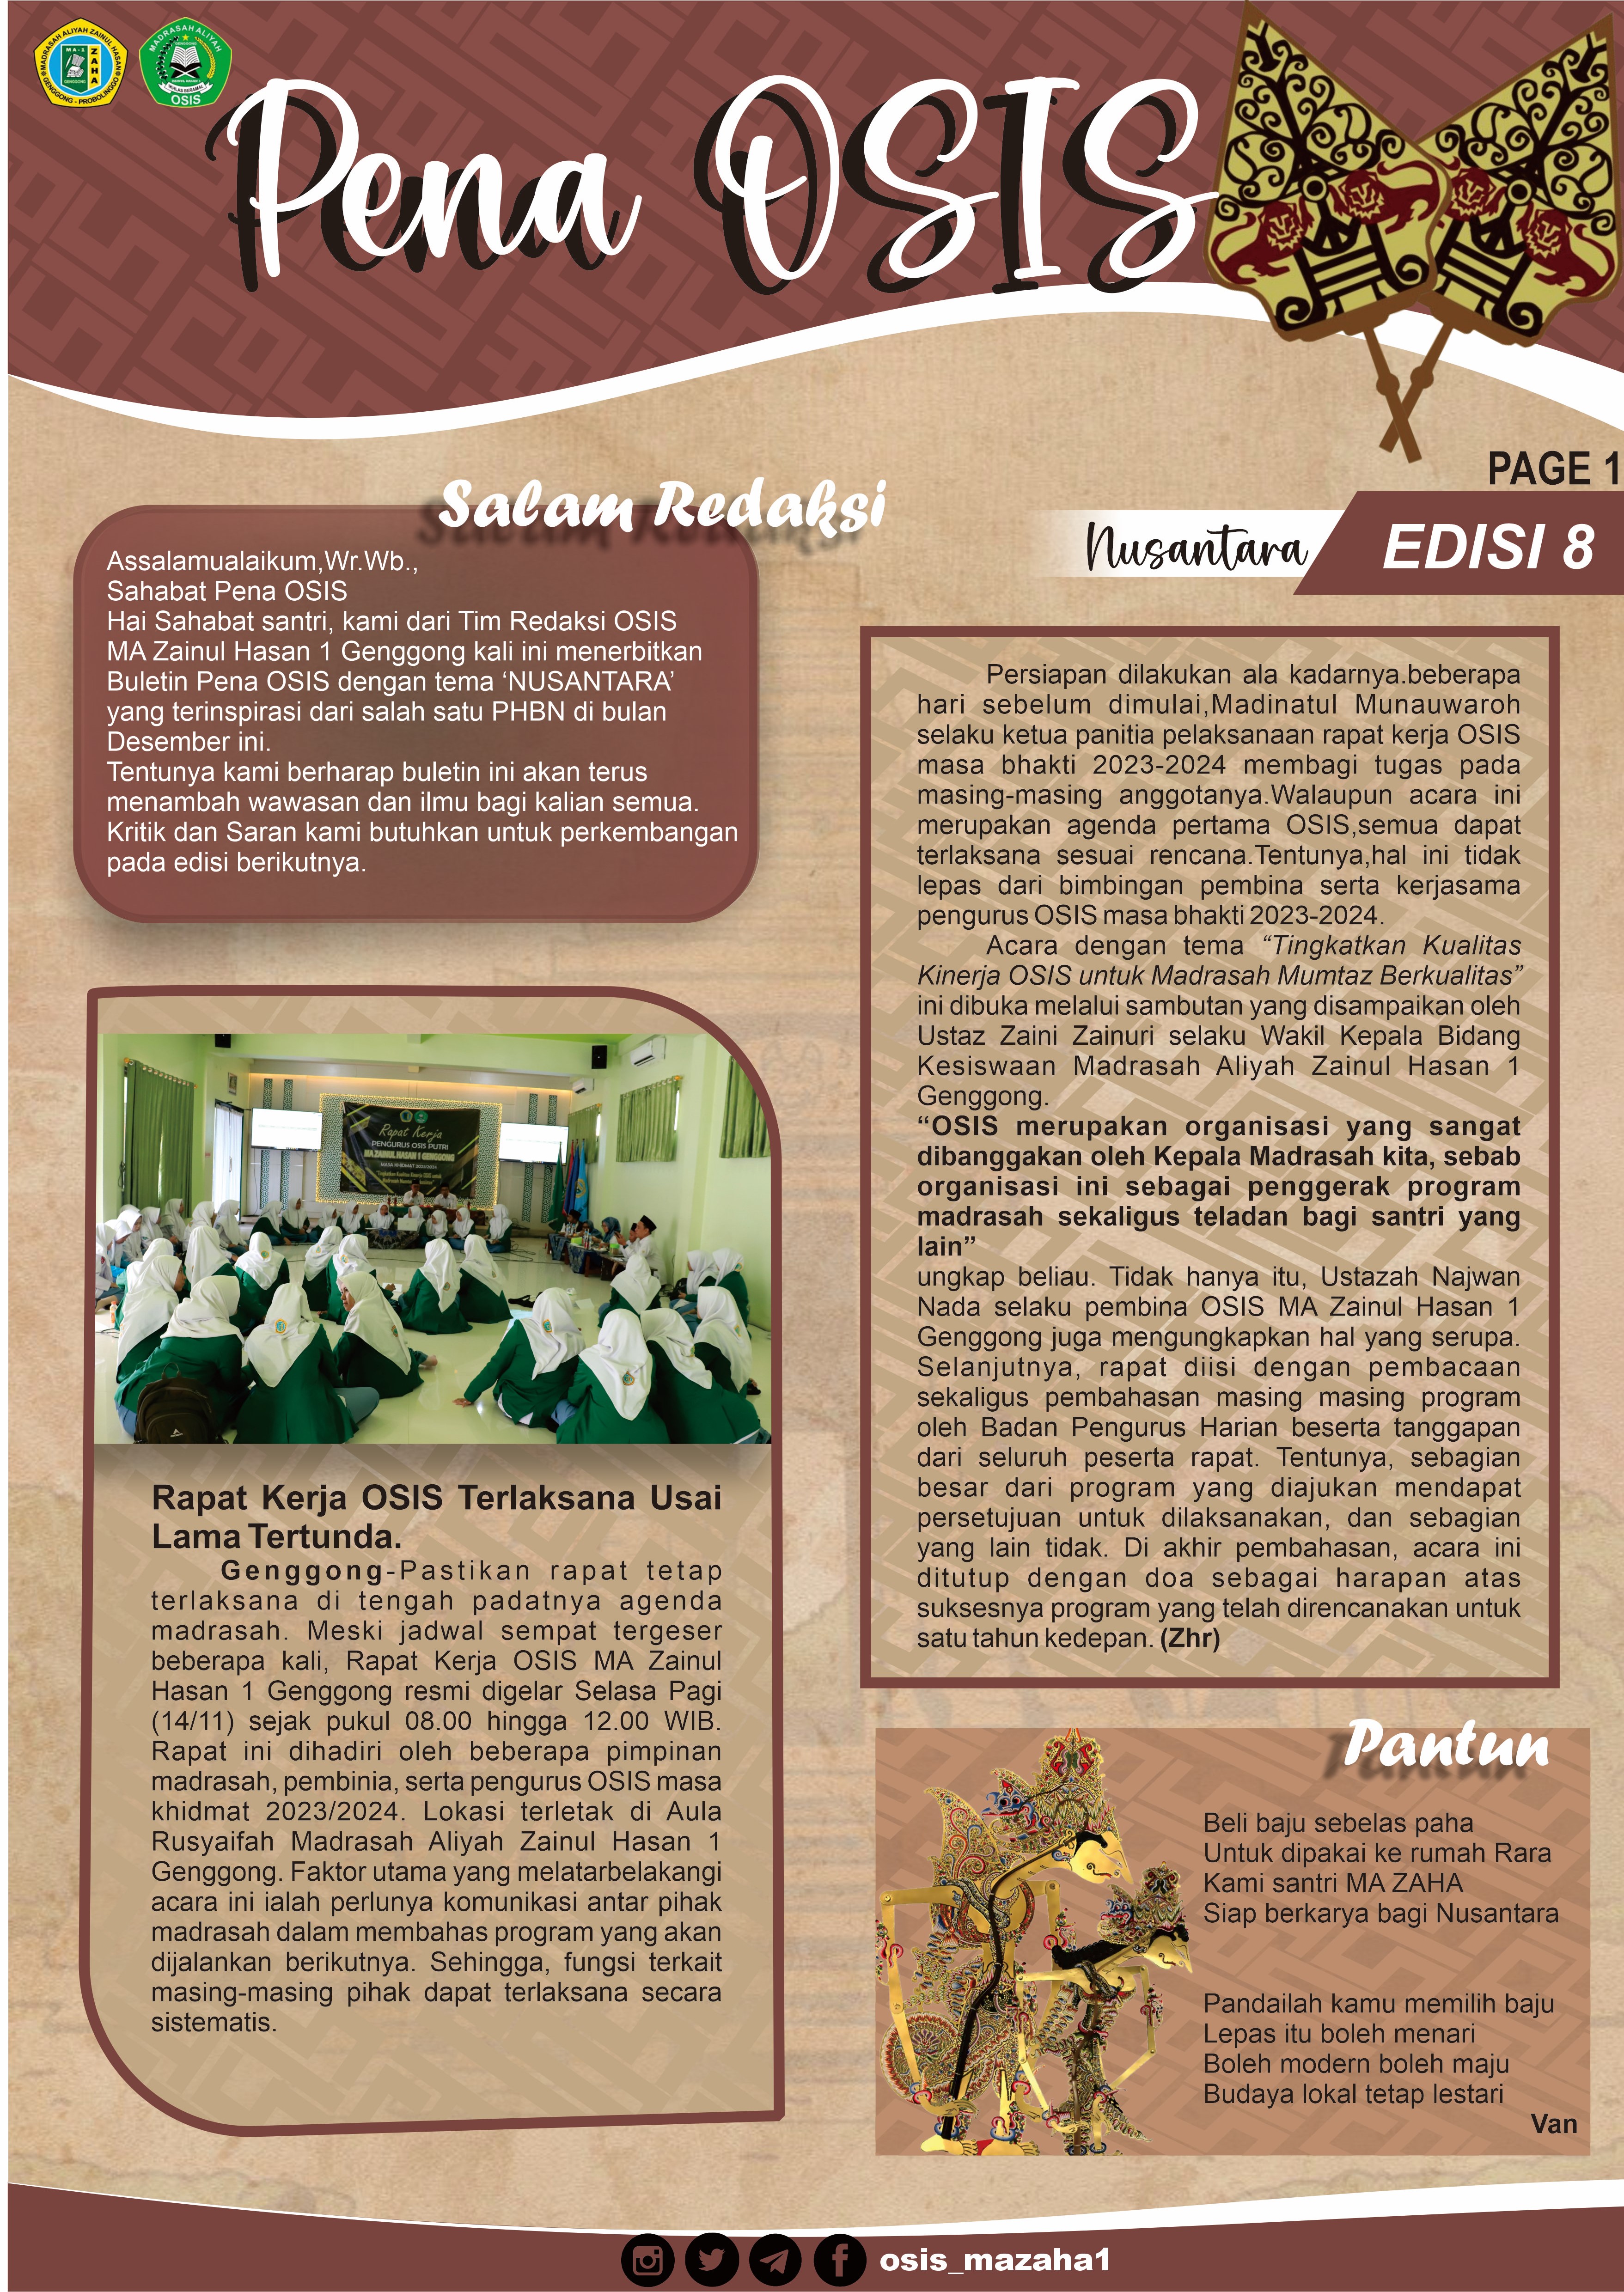 MADRASAH ALIYAH ZAINUL HASAN
MA-1
ZAHA
GENGGONG
GENGGONG - PROBOLINGGO
MADRASAH ALIYAH
IKHLAS BERAMAL
OSIS
Pena OSIS
PAGE 1
Nusantara
EDISI 8
Salam Redaksi
Assalamualaikum,Wr.Wb.,
Sahabat Pena OSIS
Hai Sahabat santri, kami dari Tim Redaksi OSIS
MA Zainul Hasan 1 Genggong kali ini menerbitkan
Buletin Pena OSIS dengan tema ‘NUSANTARA’
yang terinspirasi dari salah satu PHBN di bulan
Desember ini.
Tentunya kami berharap buletin ini akan terus
menambah wawasan dan ilmu bagi kalian semua.
Kritik dan Saran kami butuhkan untuk perkembangan
pada edisi berikutnya.
Rapat Kerja
PENGURUS OSIS PUTRI
MA ZAINUL HASAN 1 GENGGONG
Rapat Kerja OSIS Terlaksana Usai
Lama Tertunda.
Genggong-Pastikan rapat tetap
terlaksana di tengah padatnya agenda
madrasah. Meski jadwal sempat tergeser
beberapa kali, Rapat Kerja OSIS MA Zainul
Hasan 1 Genggong resmi digelar Selasa Pagi
(14/11) sejak pukul 08.00 hingga 12.00 WIB.
Rapat ini dihadiri oleh beberapa pimpinan
madrasah, pembinia, serta pengurus OSIS masa
khidmat 2023/2024. Lokasi terletak di Aula
Rusyaifah Madrasah Aliyah Zainul Hasan 1
Genggong. Faktor utama yang melatarbelakangi
acara ini ialah perlunya komunikasi antar pihak
madrasah dalam membahas program yang akan
dijalankan berikutnya. Sehingga, fungsi terkait
masing-masing pihak dapat terlaksana secara
sistematis.
Persiapan dilakukan ala kadarnya.beberapa
hari sebelum dimulai,Madinatul Munauwaroh
selaku ketua panitia pelaksanaan rapat kerja OSIS
masa bhakti 2023-2024 membagi tugas pada
masing-masing anggotanya.Walaupun acara ini
merupakan agenda pertama OSIS,semua dapat
terlaksana sesuai rencana.Tentunya,hal ini tidak
lepas dari bimbingan pembina serta kerjasama
pengurus OSIS masa bhakti 2023-2024.
Acara dengan tema “Tingkatkan Kualitas
Kinerja OSIS untuk Madrasah Mumtaz Berkualitas”
ini dibuka melalui sambutan yang disampaikan oleh
Ustaz Zaini Zainuri selaku Wakil Kepala Bidang
Kesiswaan Madrasah Aliyah Zainul Hasan 1
Genggong.
“OSIS merupakan organisasi yang sangat
dibanggakan oleh Kepala Madrasah kita, sebab
organisasi ini sebagai penggerak program
madrasah sekaligus teladan bagi santri yang
lain”
ungkap beliau. Tidak hanya itu, Ustazah Najwan
Nada selaku pembina OSIS MA Zainul Hasan 1
Genggong juga mengungkapkan hal yang serupa.
Selanjutnya, rapat diisi dengan pembacaan
sekaligus pembahasan masing masing program
oleh Badan Pengurus Harian beserta tanggapan
dari seluruh peserta rapat. Tentunya, sebagian
besar dari program yang diajukan mendapat
persetujuan untuk dilaksanakan, dan sebagian
yang lain tidak. Di akhir pembahasan, acara ini
ditutup dengan doa sebagai harapan atas
suksesnya program yang telah direncanakan untuk
satu tahun kedepan. (Zhr)
Pantun
Beli baju sebelas paha
Untuk dipakai ke rumah Rara
Kami santri MA ZAHA
Siap berkarya bagi Nusantara
Pandailah kamu memilih baju
Lepas itu boleh menari
Boleh modern boleh maju
Budaya lokal tetap lestari
Van
osis_mazaha1